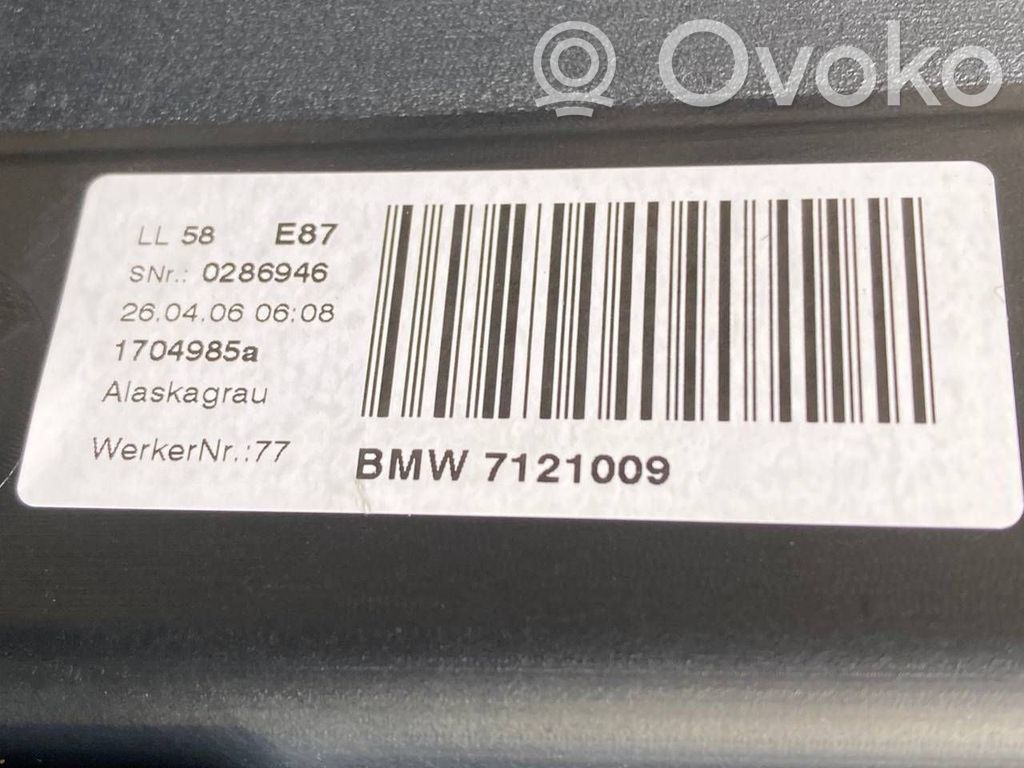 Ovoko
LL 58 E87
SNr.: 0286946
26.04.06 06:08
1704985a
Alaskagrau
WerkerNr.:77
BMW 7121009